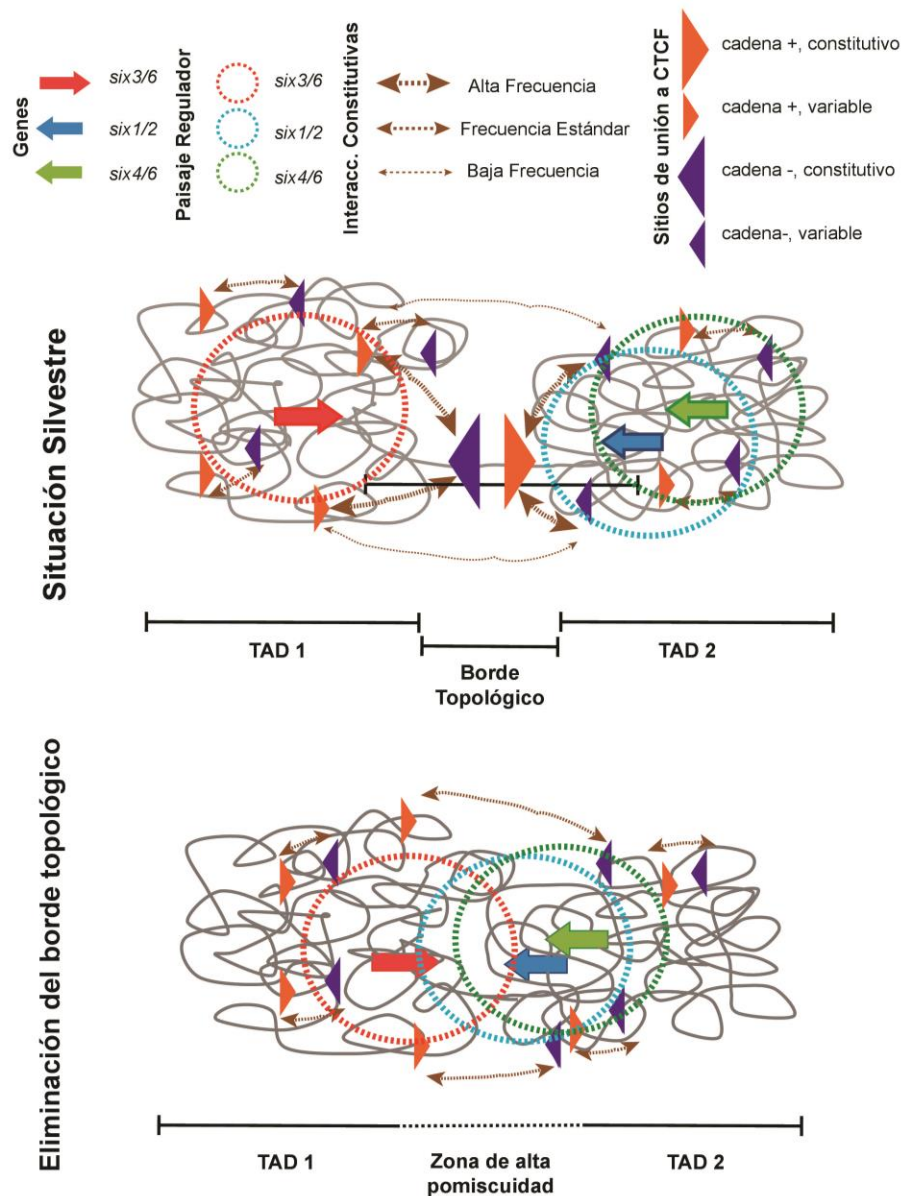 Genes
six3/6
six1/2
six4/6
Paisaje Regulador
six3/6
six1/2
six4/6
Interacc. Constitutivas
Alta Frecuencia
Frecuencia Estándar
Baja Frecuencia
Sitios de unión a CTCF
cadena +, constitutivo
cadena +, variable
cadena -, constitutivo
cadena-, variable
Situación Silvestre
TAD 1
Borde
Topológico
TAD 2
Eliminación del borde topológico
TAD 1
Zona de alta
pomiscuidad
TAD 2